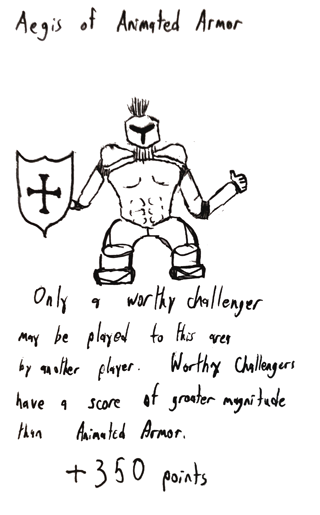 Aegis of Animated Armor
Only a worthy challenger
may be played to this area
by another player. Worthy Challengers
have a score of greater magnitude
than Animated Armor.
+350 points